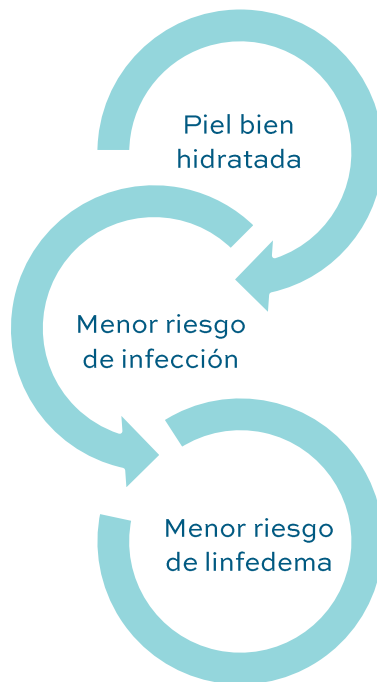 Piel bien
hidratada
Menor riesgo
de infección
Menor riesgo
de linfedema